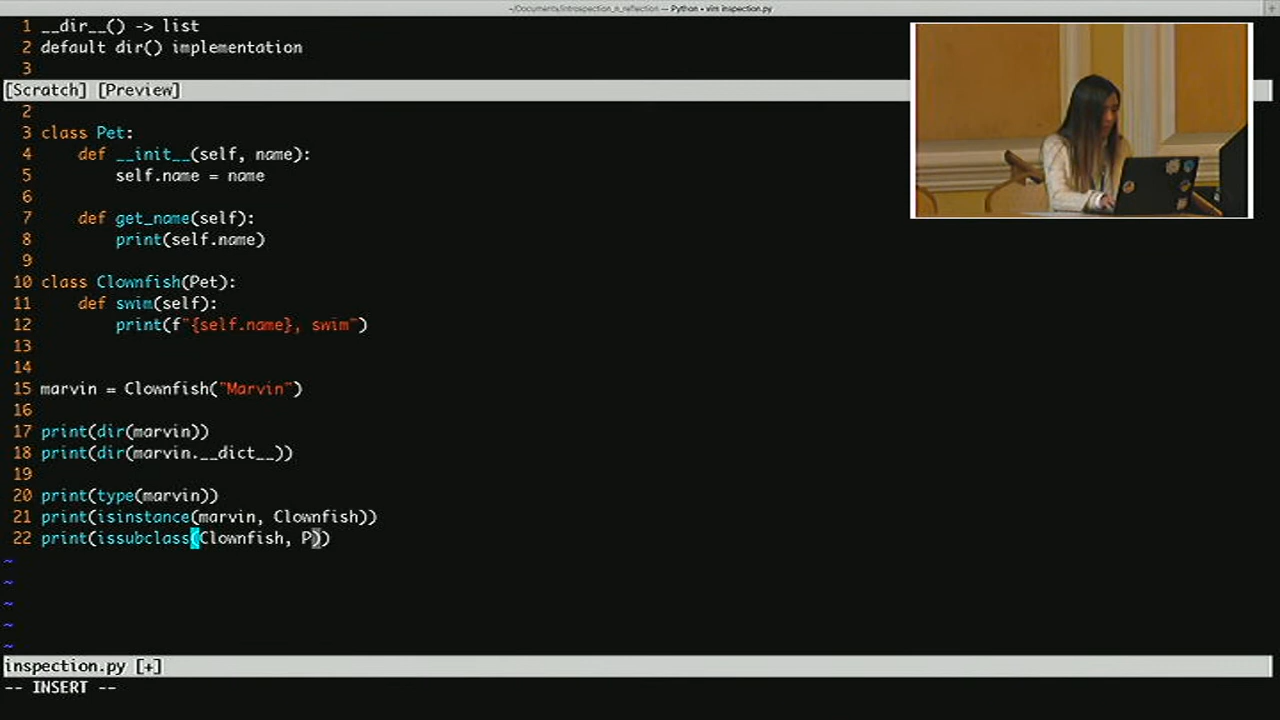 ~/Documents/introspection_n_reflection — Python • vim inspection.py
1 __dir__() -> list
2 default dir() implementation
3
[Scratch] [Preview]
2
3 class Pet:
4     def __init__(self, name):
5         self.name = name
6
7     def get_name(self):
8         print(self.name)
9
10 class Clownfish(Pet):
11     def swim(self):
12         print(f"{self.name}, swim")
13
14
15 marvin = Clownfish("Marvin")
16
17 print(dir(marvin))
18 print(dir(marvin.__dict__))
19
20 print(type(marvin))
21 print(isinstance(marvin, Clownfish))
22 print(issubclass(Clownfish, P))
~
~
~
~
~
inspection.py [+]
-- INSERT --